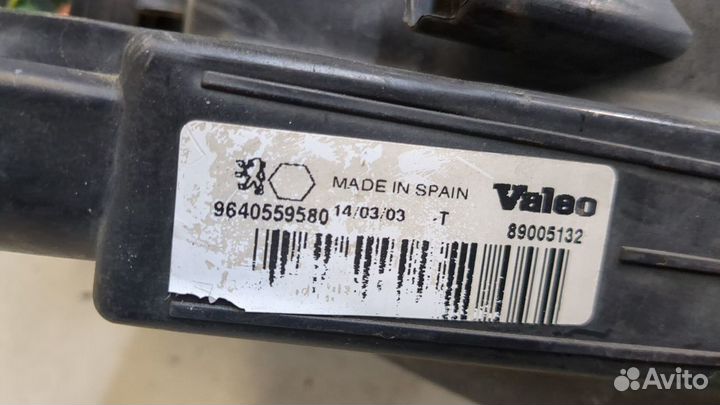 MADE IN SPAIN
Valeo
9640559580 14/03/03 -T
89005132
Avito